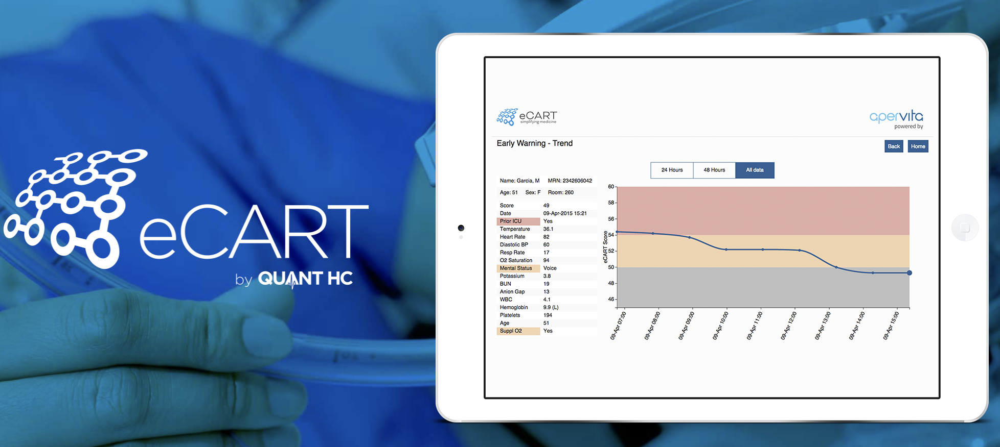 eCART
by QUANT HC
eCART
simplifying medicine
apervita
powered by
Early Warning - Trend
Back Home
24 Hours 48 Hours All data
Name: Garcia, M MRN: 2342606042
Age: 51 Sex: F Room: 260
Score 49
Date 09-Apr-2015 15:21
Prior ICU Yes
Temperature 36.1
Heart Rate 82
Diastolic BP 60
Resp Rate 17
O2 Saturation 94
Mental Status Voice
Potassium 3.8
BUN 19
Anion Gap 13
WBC 4.1
Hemoglobin 9.9 (L)
Platelets 194
Age 51
Suppl O2 Yes
eCART Score
60
58
56
54
52
50
48
46
09-Apr 07:00
09-Apr 08:00
09-Apr 09:00
09-Apr 10:00
09-Apr 11:00
09-Apr 12:00
09-Apr 13:00
09-Apr 14:00
09-Apr 15:00